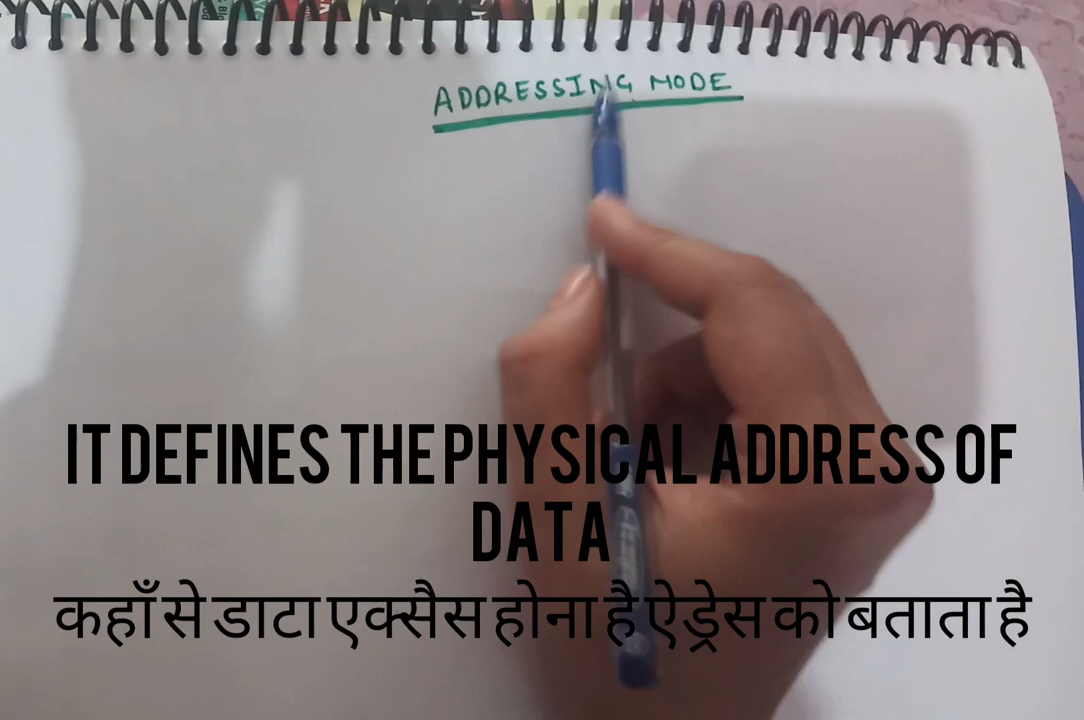 ADDRESSING MODE
IT DEFINES THE PHYSICAL ADDRESS OF
DATA
कहाँ से डाटा एक्सैस होना है ऐड्रेस को बताता है